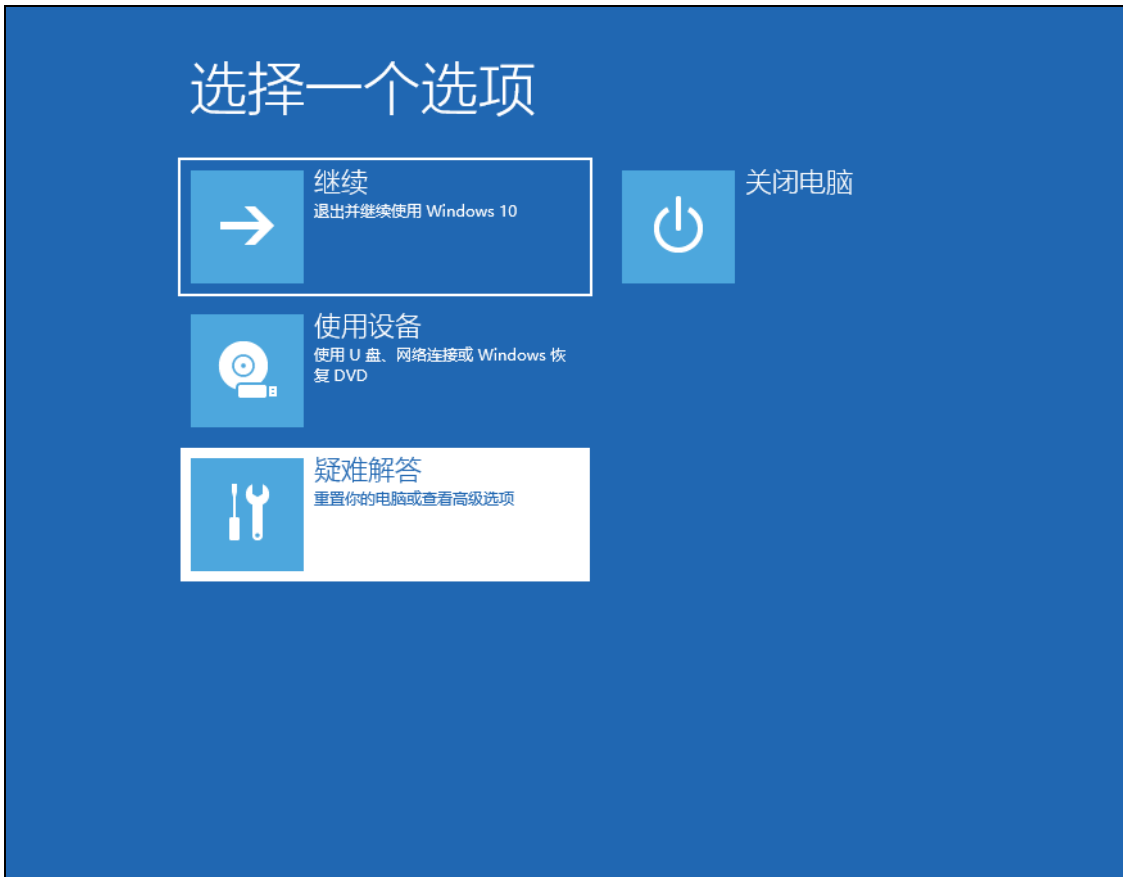 选择一个选项
继续
退出并继续使用 Windows 10
关闭电脑
使用设备
使用 U 盘、网络连接或 Windows 恢
复 DVD
疑难解答
重置你的电脑或查看高级选项